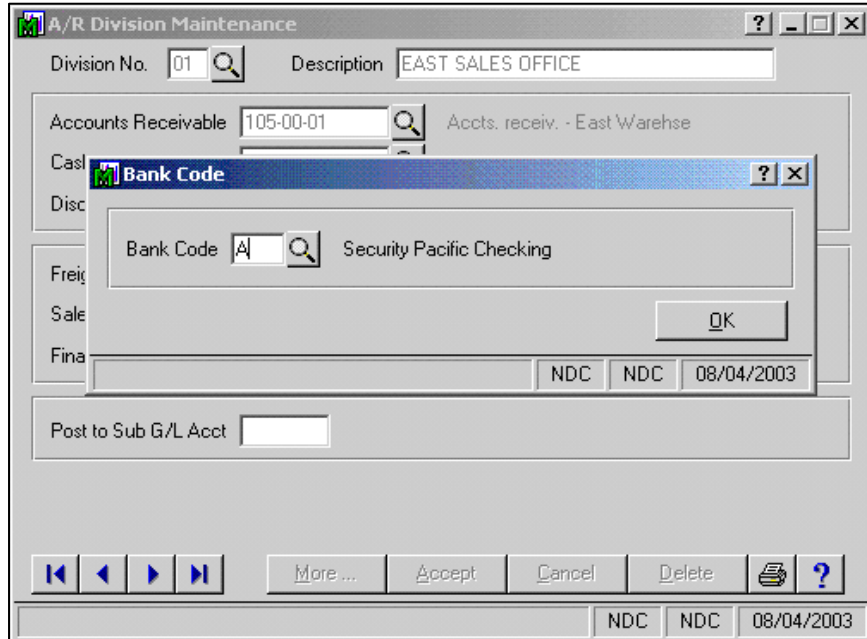 A/R Division Maintenance
Division No. 01 Description EAST SALES OFFICE
Accounts Receivable 105-00-01 Accts. receiv. - East Warehse
Cas
Bank Code
Disc
Bank Code A Security Pacific Checking
Freig
Sale
OK
Fina
NDC NDC 08/04/2003
Post to Sub G/L Acct
More ... Accept Cancel Delete
NDC NDC 08/04/2003